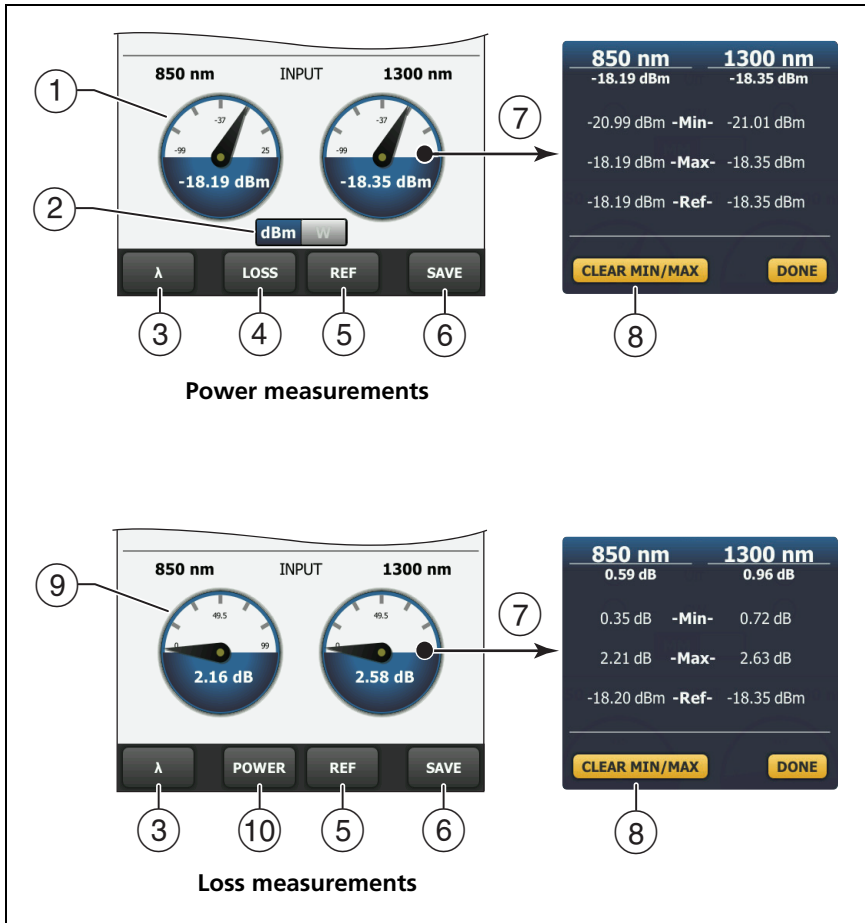 850 nm INPUT 1300 nm
-37 -37
-99 25 -99
-18.19 dBm -18.35 dBm
dBm W
λ LOSS REF SAVE
1
2
3 4 5 6
7
850 nm 1300 nm
-18.19 dBm -18.35 dBm
-20.99 dBm -Min- -21.01 dBm
-18.19 dBm -Max- -18.35 dBm
-18.19 dBm -Ref- -18.35 dBm
CLEAR MIN/MAX DONE
8
Power measurements
850 nm INPUT 1300 nm
49.5 49.5
0 99 0
2.16 dB 2.58 dB
λ POWER REF SAVE
9
3 10 5 6
7
850 nm 1300 nm
0.59 dB 0.96 dB
0.35 dB -Min- 0.72 dB
2.21 dB -Max- 2.63 dB
-18.20 dBm -Ref- -18.35 dBm
CLEAR MIN/MAX DONE
8
Loss measurements